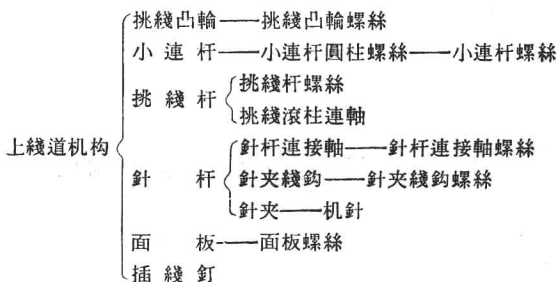 挑綫凸輪——挑綫凸輪螺絲
小連杆——小連杆圓柱螺絲——小連杆螺絲
挑綫杆螺絲
挑綫杆
挑綫滾柱連軸
上綫道机构
針杆連接軸——針杆連接軸螺絲
針杆
針夹綫鈎——針夹綫鈎螺絲
針夹——机針
面板——面板螺絲
插綫釘